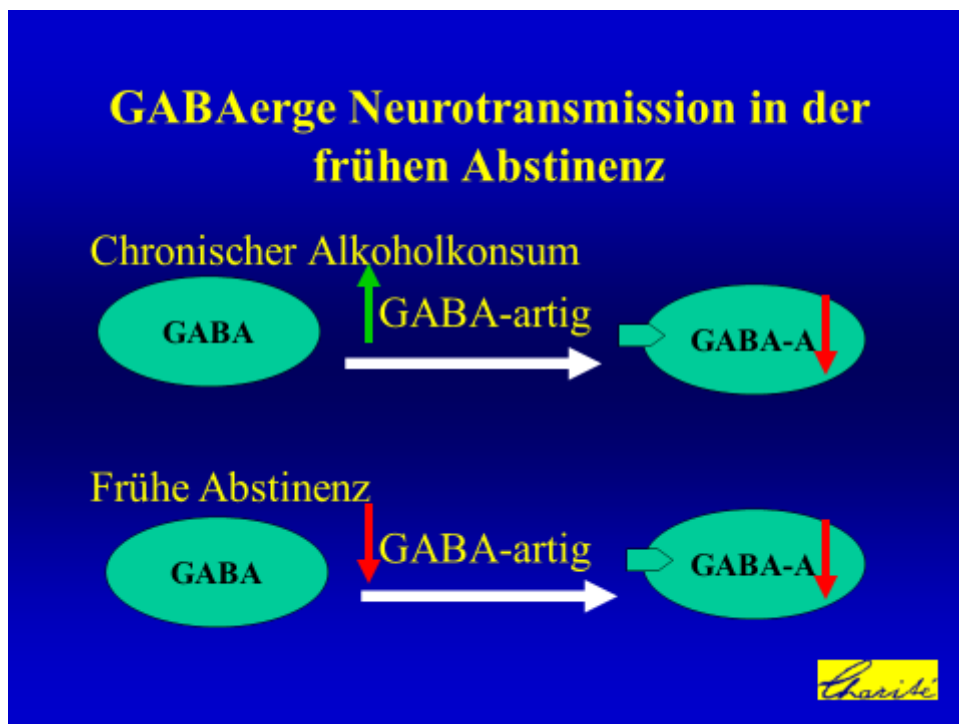 GABAerge Neurotransmission in der
frühen Abstinenz
Chronischer Alkoholkonsum
GABA
GABA-artig
GABA-A
Frühe Abstinenz
GABA
GABA-artig
GABA-A
Charité